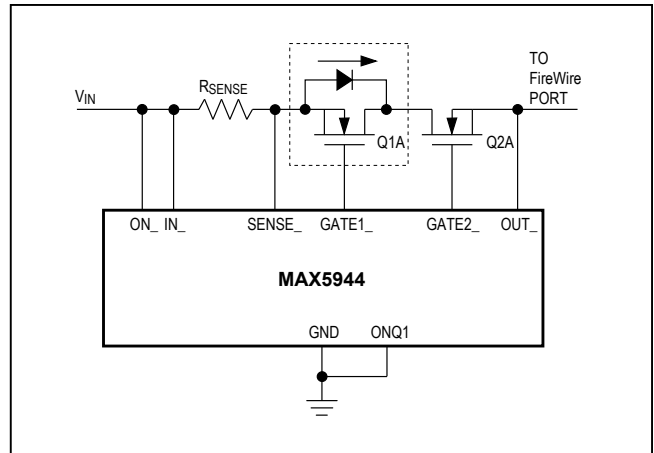 TO
FireWire
PORT
VIN
RSENSE
Q1A
Q2A
ON_ IN_ SENSE_ GATE1_ GATE2_ OUT_
MAX5944
GND ONQ1